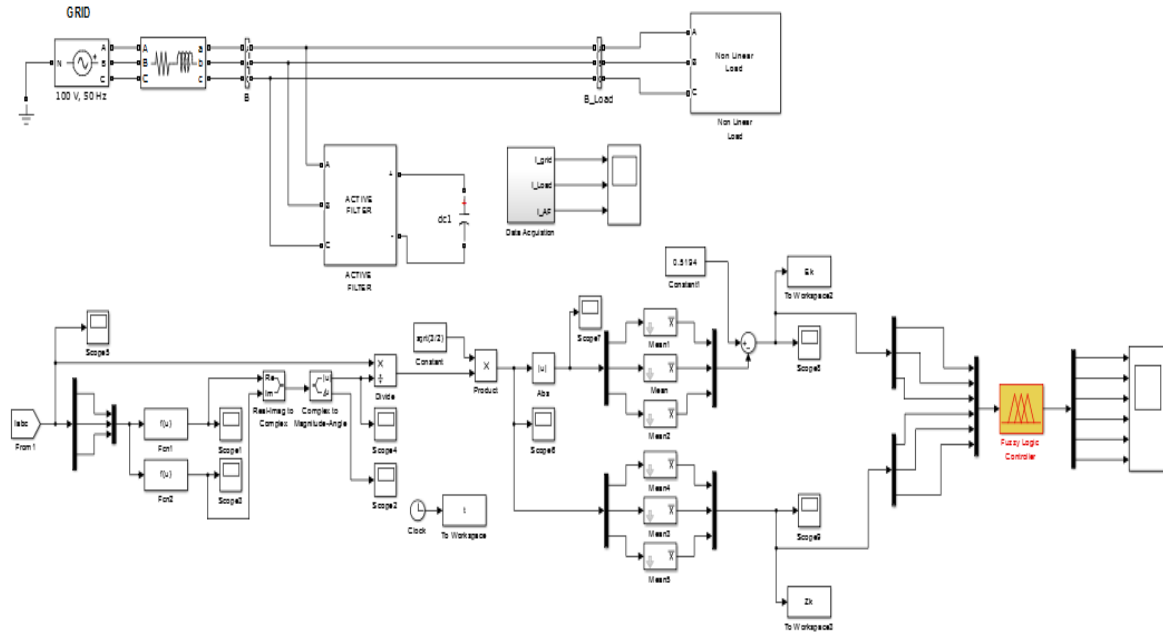 GRID
N
A
B
C
A
B
C
a
b
c
100 V, 50 Hz
B
B_Load
A
B
C
Non Linear
Load
Non Linear
Load
A
B
C
ACTIVE
FILTER
+
-
ACTIVE
FILTER
dc1
I_grid
I_Load
I_AF
Data Acquistion
0.5194
Constant1
Ek
To Workspace2
Scope5
Scope7
Mean1
Mean
Mean2
Scope8
sqrt(3/2)
Constant
Product
|u|
Abs
Divide
Iabc
From1
f(u)
Fcn1
f(u)
Fcn2
Scope1
Scope3
Re
Im
Real-Imag to
Complex
|u|
∠u
Complex to
Magnitude-Angle
Scope4
Scope2
Scope6
Clock
t
To Workspace
Mean4
Mean3
Mean5
Scope9
Zk
To Workspace3
Fuzzy Logic
Controller